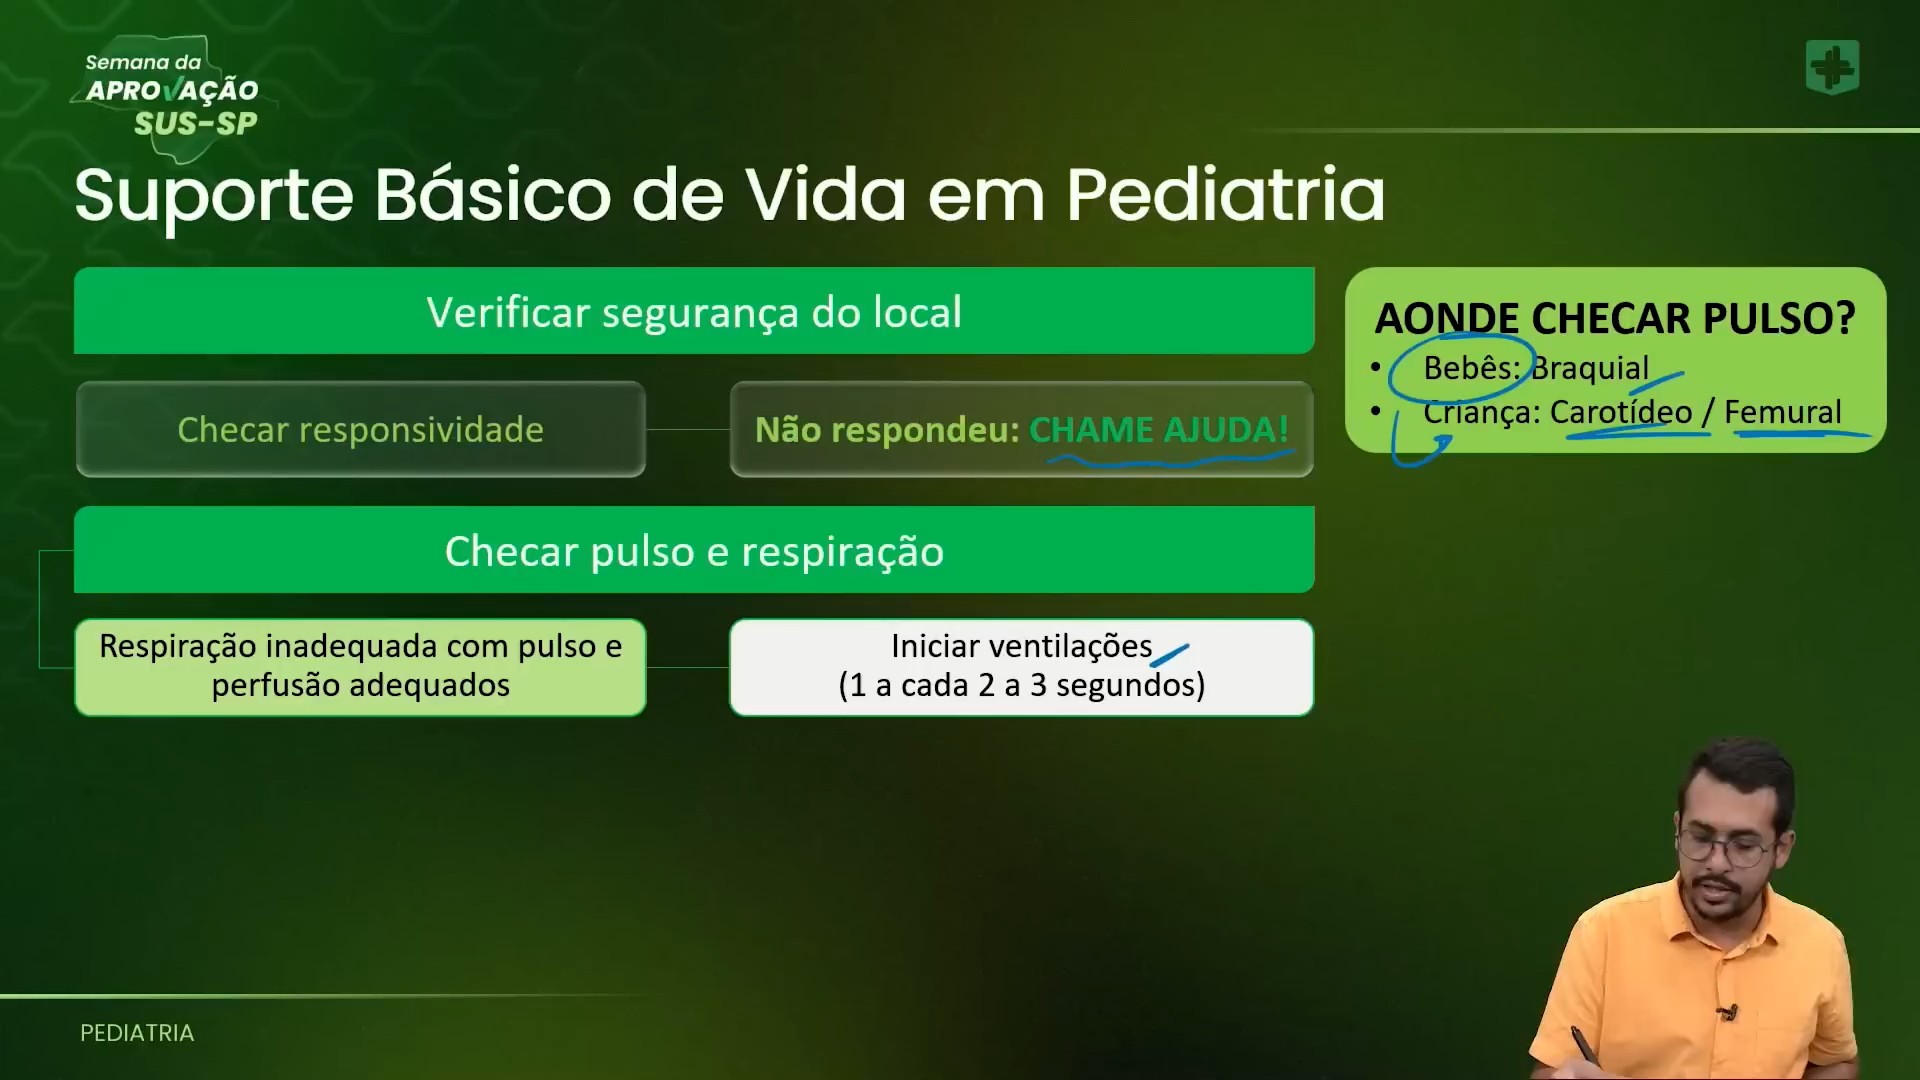 Semana da
APROVAÇÃO
SUS-SP
Suporte Básico de Vida em Pediatria
Verificar segurança do local
Checar responsividade
Não respondeu: CHAME AJUDA!
Checar pulso e respiração
Respiração inadequada com pulso e
perfusão adequados
Iniciar ventilações
(1 a cada 2 a 3 segundos)
AONDE CHECAR PULSO?
• Bebês: Braquial
• Criança: Carotídeo / Femural
PEDIATRIA